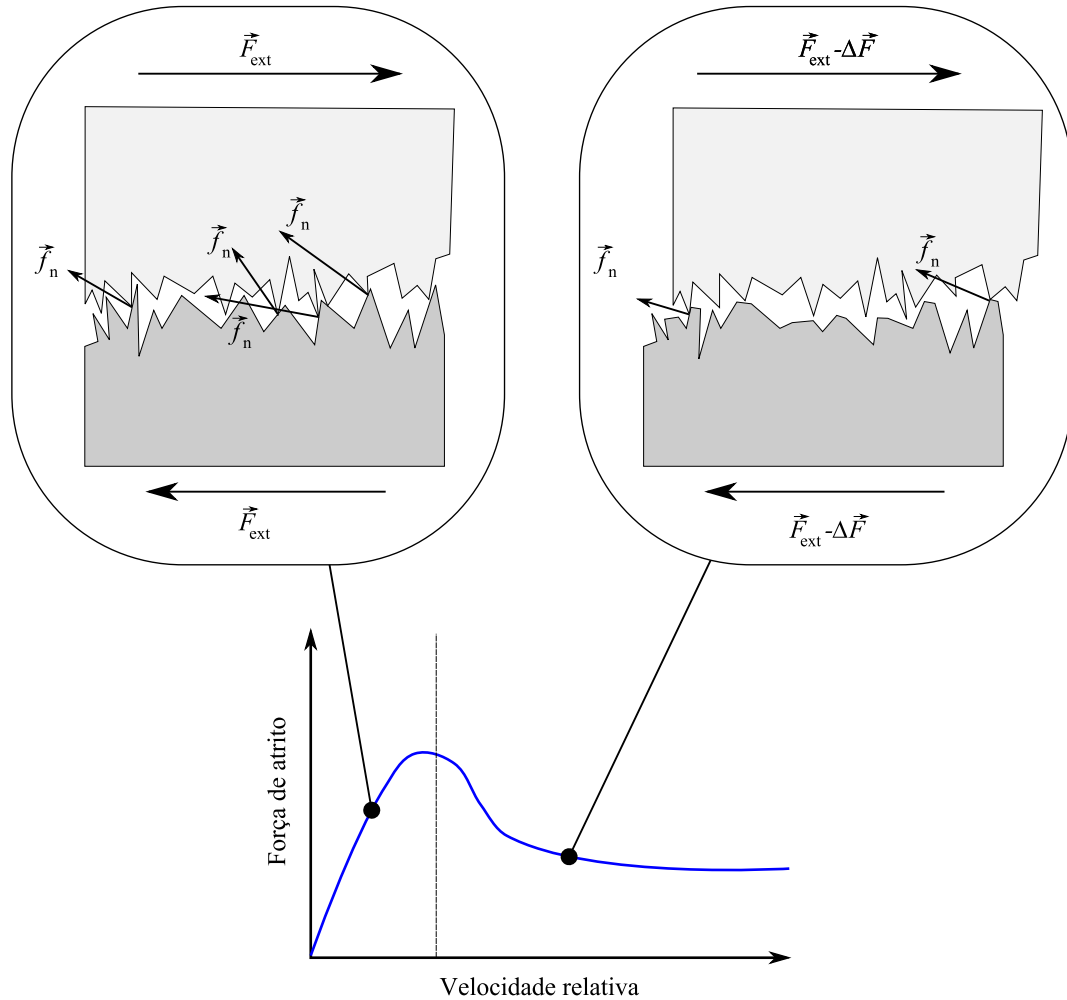 F⃗ext
F⃗ext-ΔF⃗
f⃗n
f⃗n
f⃗n
f⃗n
f⃗n
f⃗n
F⃗ext
F⃗ext-ΔF⃗
Força de atrito
Velocidade relativa